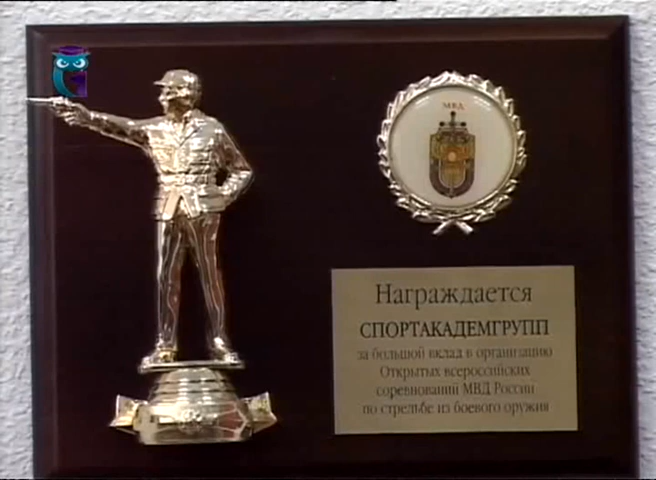 МВД
Награждается
СПОРТАКАДЕМГРУПП
за большой вклад в организацию
Открытых всероссийских
соревнований МВД России
по стрельбе из боевого оружия